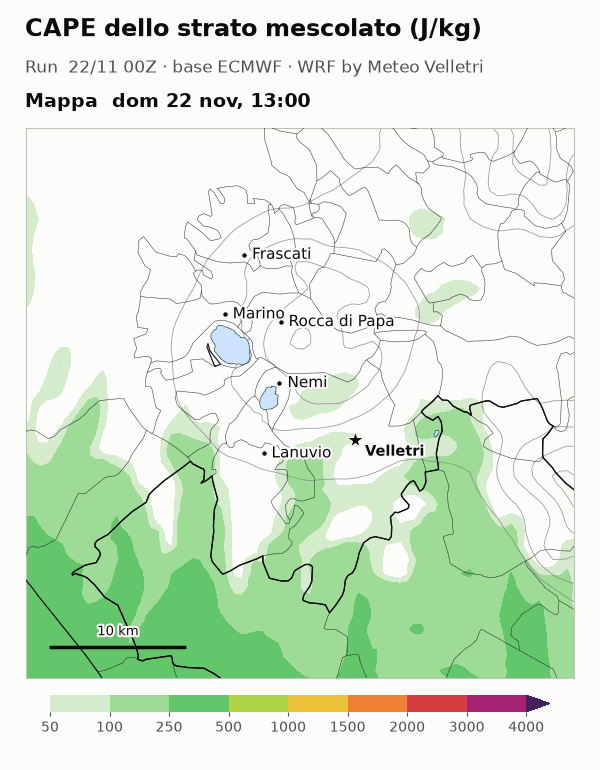 CAPE dello strato mescolato (J/kg)
Run  22/11 00Z · base ECMWF · WRF by Meteo Velletri
Mappa  dom 22 nov, 13:00
Frascati
Marino
Rocca di Papa
Nemi
Velletri
Lanuvio
10 km
50 100 250 500 1000 1500 2000 3000 4000